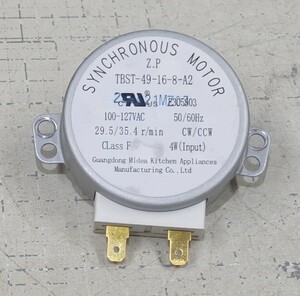 SYNCHRONOUS MOTOR
Z.P
TBST-49-16-8-A2
E305303
100-127VAC 50/60Hz
29.5/35.4 r/min CW/CCW
Class F 4W(Input)
Guangdong Midea Kitchen Appliances
Manufacturing Co.,Ltd